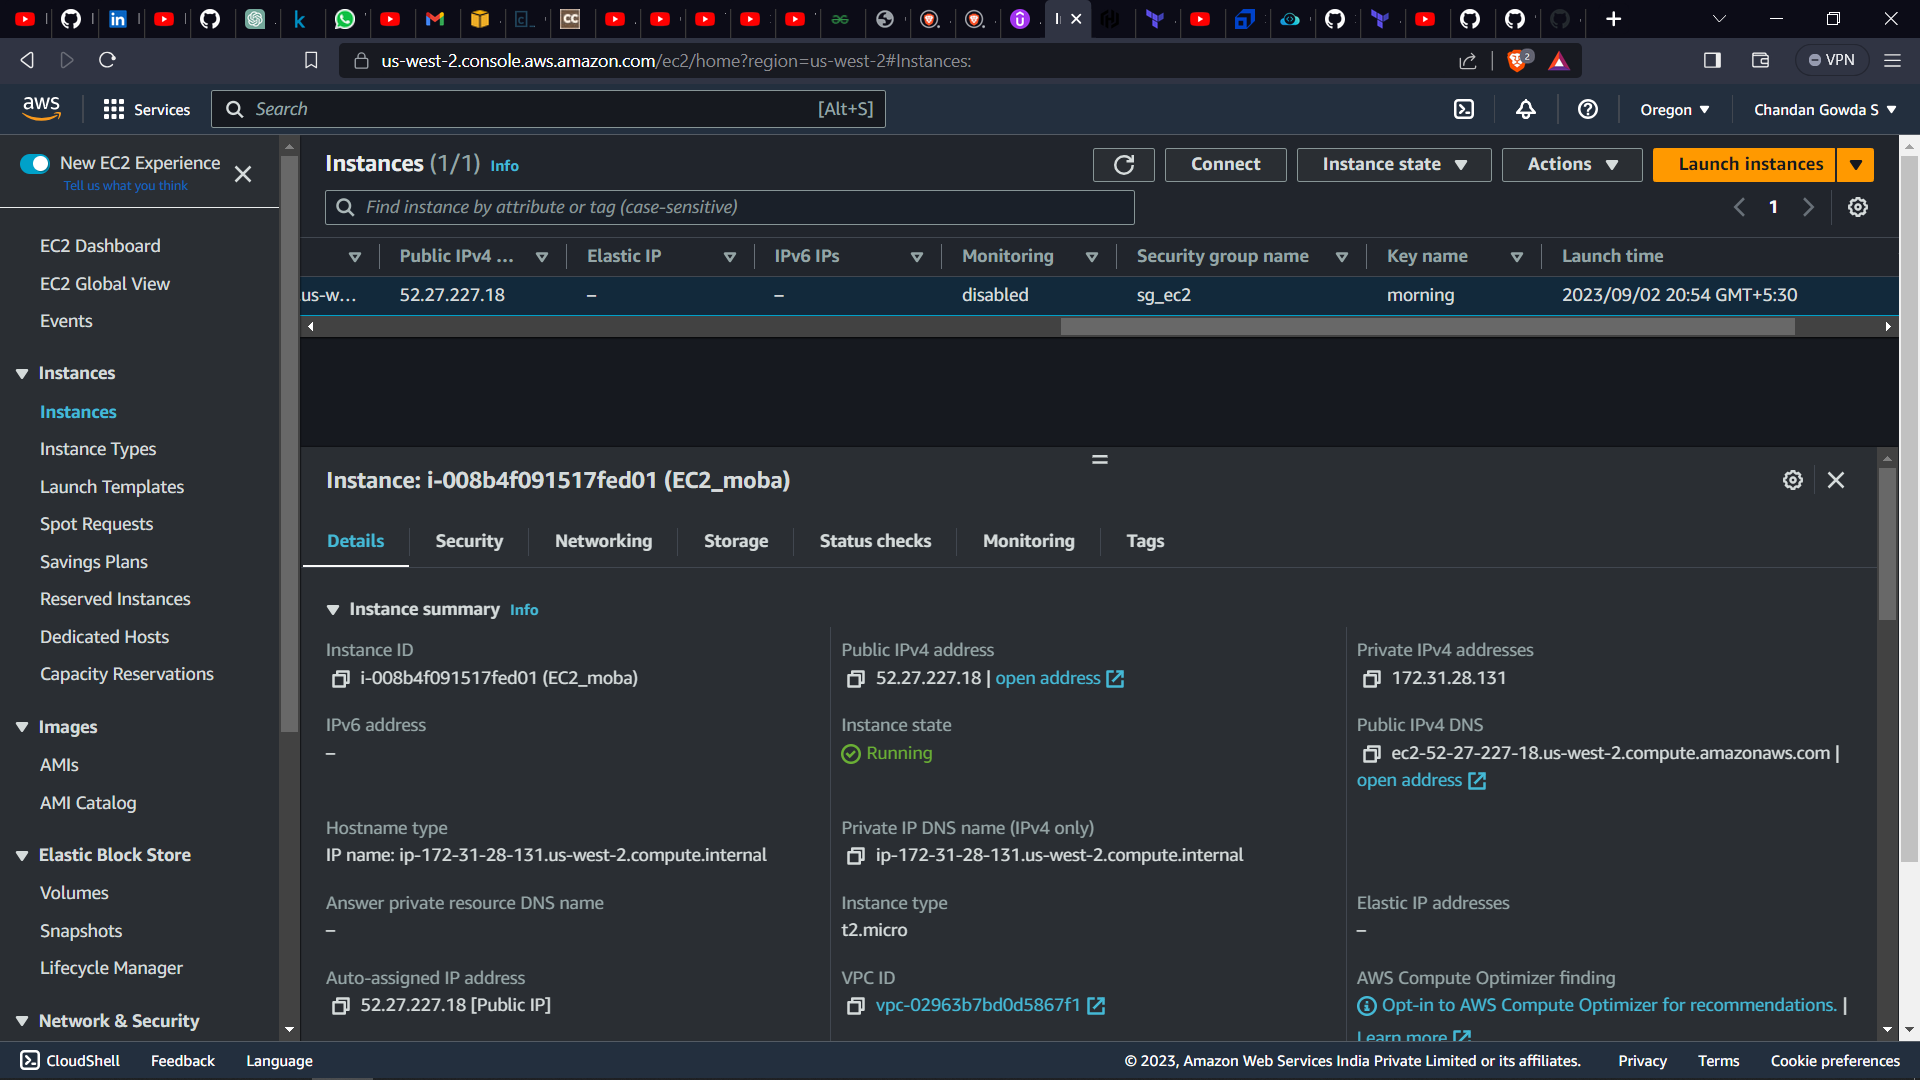 us-west-2.console.aws.amazon.com/ec2/home?region=us-west-2#Instances:
2
VPN
aws
Services
Search
[Alt+S]
Oregon
Chandan Gowda S
New EC2 Experience
Tell us what you think
EC2 Dashboard
EC2 Global View
Events
Instances
Instances
Instance Types
Launch Templates
Spot Requests
Savings Plans
Reserved Instances
Dedicated Hosts
Capacity Reservations
Images
AMIs
AMI Catalog
Elastic Block Store
Volumes
Snapshots
Lifecycle Manager
Network & Security
Instances (1/1) Info
Connect
Instance state
Actions
Launch instances
Find instance by attribute or tag (case-sensitive)
1
Public IPv4 ... Elastic IP IPv6 IPs Monitoring Security group name Key name Launch time
us-w... 52.27.227.18 – – disabled sg_ec2 morning 2023/09/02 20:54 GMT+5:30
Instance: i-008b4f091517fed01 (EC2_moba)
Details Security Networking Storage Status checks Monitoring Tags
Instance summary Info
Instance ID
i-008b4f091517fed01 (EC2_moba)
Public IPv4 address
52.27.227.18 | open address
Private IPv4 addresses
172.31.28.131
IPv6 address
–
Instance state
Running
Public IPv4 DNS
ec2-52-27-227-18.us-west-2.compute.amazonaws.com |
open address
Hostname type
IP name: ip-172-31-28-131.us-west-2.compute.internal
Private IP DNS name (IPv4 only)
ip-172-31-28-131.us-west-2.compute.internal
Answer private resource DNS name
–
Instance type
t2.micro
Elastic IP addresses
–
Auto-assigned IP address
52.27.227.18 [Public IP]
VPC ID
vpc-02963b7bd0d5867f1
AWS Compute Optimizer finding
Opt-in to AWS Compute Optimizer for recommendations. |
Learn more
CloudShell
Feedback
Language
© 2023, Amazon Web Services India Private Limited or its affiliates.
Privacy
Terms
Cookie preferences